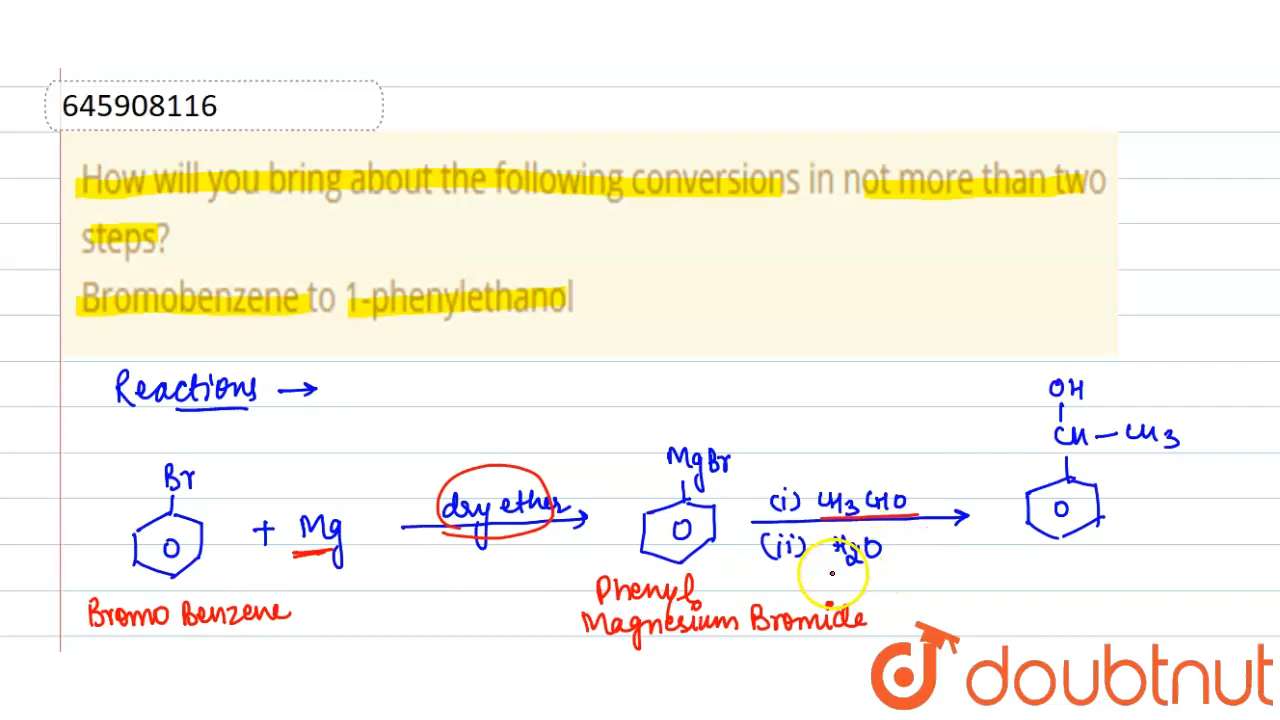 645908116
How will you bring about the following conversions in not more than two
steps?
Bromobenzene to 1-phenylethanol
Reactions →
OH
CH — CH3
Br
MgBr
+ Mg
dry ether
(i) CH3CHO
(ii) H2O
Phenyl
Magnesium Bromide
Bromo Benzene
doubtnut